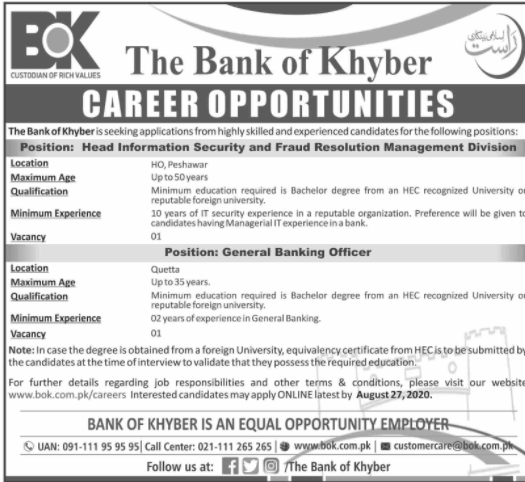 BOK
CUSTODIAN OF RICH VALUES
The Bank of Khyber
اسلامی بینکاری
راست
CAREER OPPORTUNITIES
The Bank of Khyber is seeking applications from highly skilled and experienced candidates for the following positions:
Position: Head Information Security and Fraud Resolution Management Division
Location HO, Peshawar
Maximum Age Up to 50 years
Qualification Minimum education required is Bachelor degree from an HEC recognized University or
reputable foreign university.
Minimum Experience 10 years of IT security experience in a reputable organization. Preference will be given to
candidates having Managerial IT experience in a bank.
Vacancy 01
Position: General Banking Officer
Location Quetta
Maximum Age Up to 35 years.
Qualification Minimum education required is Bachelor degree from an HEC recognized University or
reputable foreign university.
Minimum Experience 02 years of experience in General Banking.
Vacancy 01
Note: In case the degree is obtained from a foreign University, equivalency certificate from HEC is to be submitted by
the candidates at the time of interview to validate that they possess the required education.
For further details regarding job responsibilities and other terms & conditions, please visit our website
www.bok.com.pk/careers Interested candidates may apply ONLINE latest by August 27, 2020.
BANK OF KHYBER IS AN EQUAL OPPORTUNITY EMPLOYER
UAN: 091-111 95 95 95| Call Center: 021-111 265 265 | www.bok.com.pk | customercare@bok.com.pk
Follow us at: /The Bank of Khyber